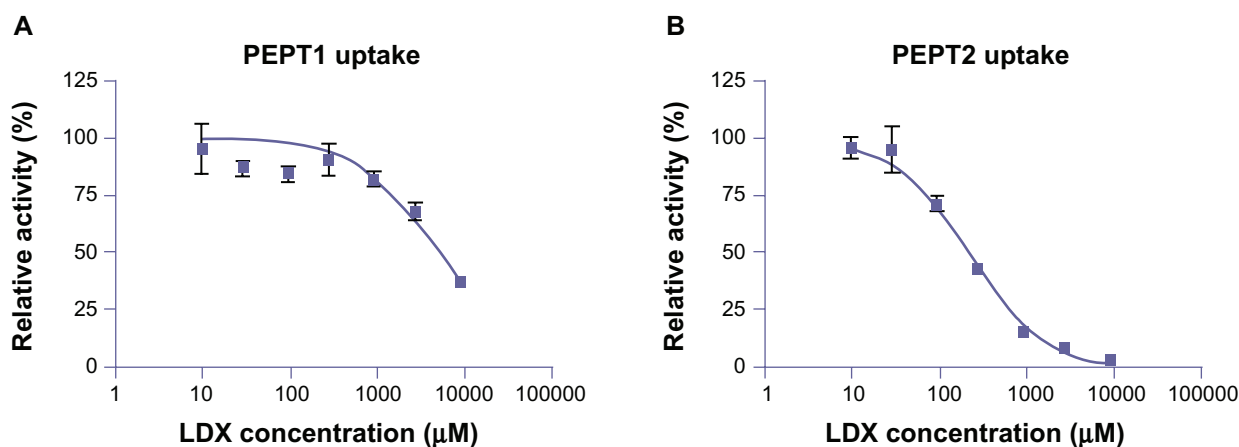 A
PEPT1 uptake
125
100
75
50
25
0
Relative activity (%)
1 10 100 1000 10000 100000
LDX concentration (μM)
B
PEPT2 uptake
125
100
75
50
25
0
Relative activity (%)
1 10 100 1000 10000 100000
LDX concentration (μM)